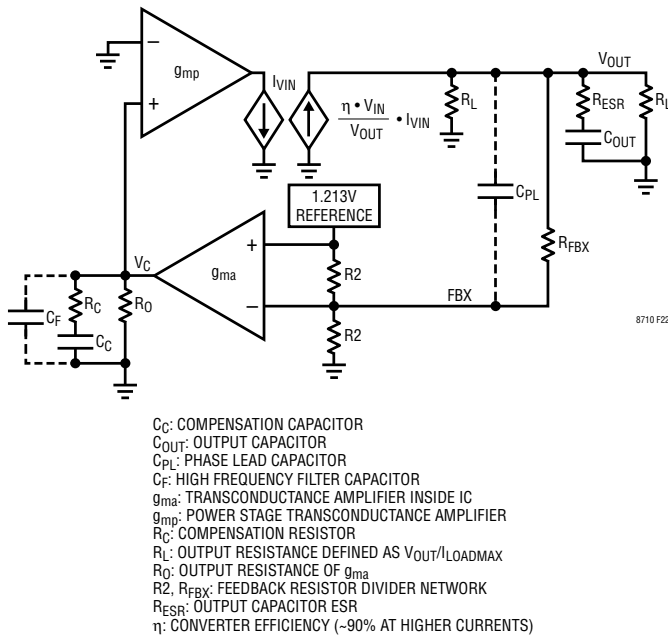 gmp
−
+
IVIN
η • VIN
VOUT
• IVIN
RL
CPL
VOUT
RESR
COUT
RL
1.213V
REFERENCE
RFBX
VC
gma
+
−
R2
FBX
R2
CF
RC
CC
RO
8710 F22
CC: COMPENSATION CAPACITOR
COUT: OUTPUT CAPACITOR
CPL: PHASE LEAD CAPACITOR
CF: HIGH FREQUENCY FILTER CAPACITOR
gma: TRANSCONDUCTANCE AMPLIFIER INSIDE IC
gmp: POWER STAGE TRANSCONDUCTANCE AMPLIFIER
RC: COMPENSATION RESISTOR
RL: OUTPUT RESISTANCE DEFINED AS VOUT/ILOADMAX
RO: OUTPUT RESISTANCE OF gma
R2, RFBX: FEEDBACK RESISTOR DIVIDER NETWORK
RESR: OUTPUT CAPACITOR ESR
η: CONVERTER EFFICIENCY (~90% AT HIGHER CURRENTS)